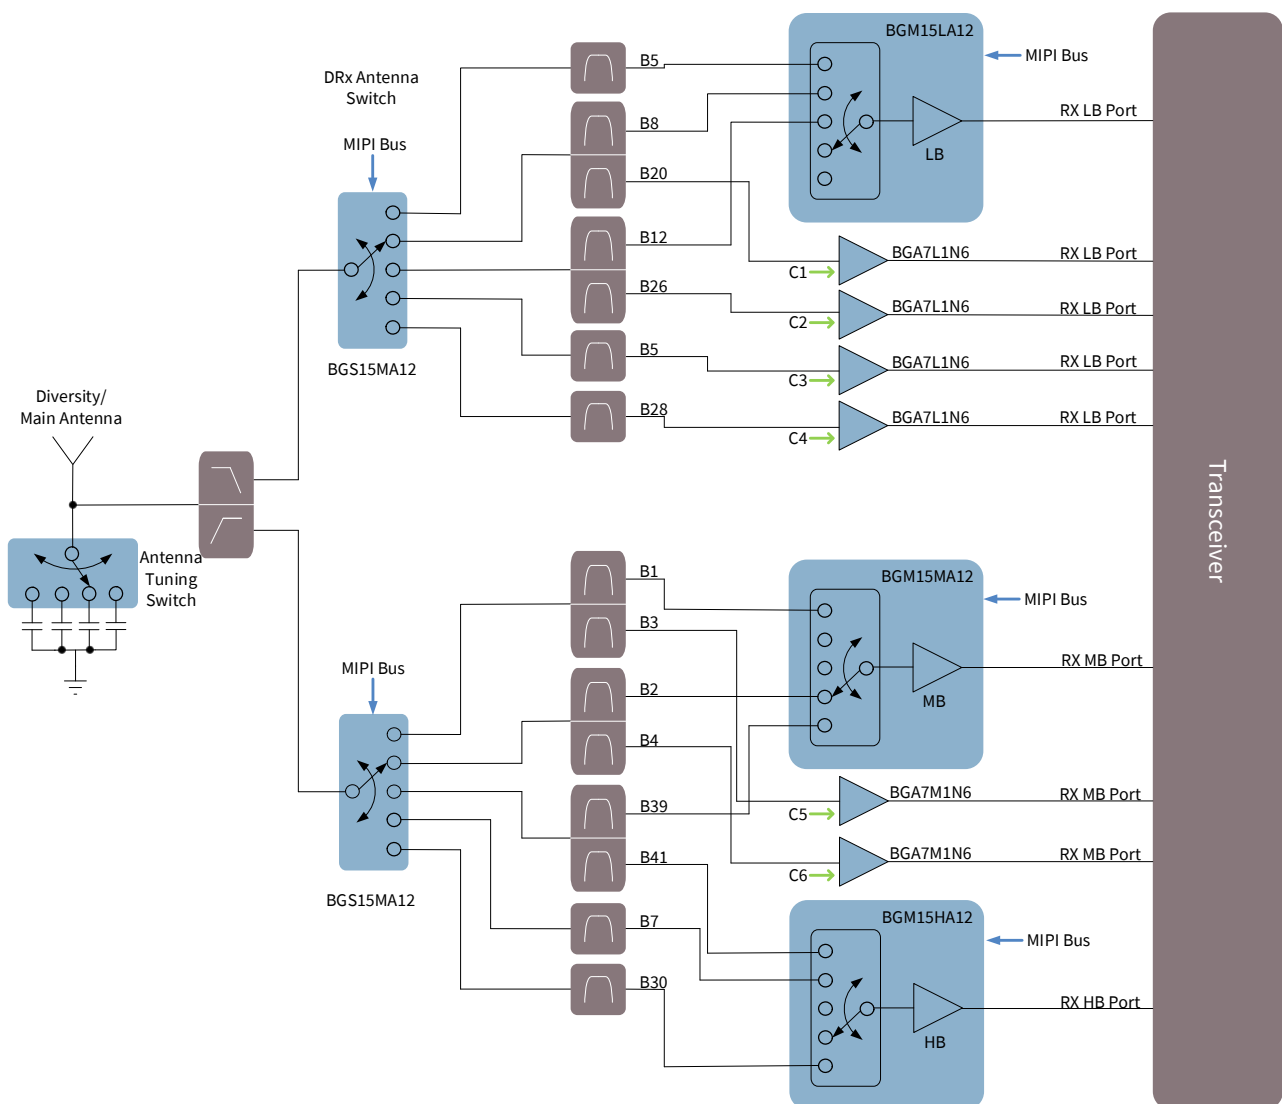 BGM15LA12
MIPI Bus
B5
DRx Antenna
Switch
MIPI Bus
B8
RX LB Port
LB
B20
B12
BGA7L1N6
RX LB Port
C1
B26
BGA7L1N6
RX LB Port
C2
B5
BGA7L1N6
RX LB Port
C3
BGS15MA12
B28
BGA7L1N6
RX LB Port
C4
Diversity/
Main Antenna
Transceiver
Antenna
Tuning
Switch
B1
BGM15MA12
MIPI Bus
B3
MIPI Bus
B2
RX MB Port
MB
B4
B39
BGA7M1N6
RX MB Port
C5
B41
BGA7M1N6
RX MB Port
C6
BGS15MA12
B7
BGM15HA12
MIPI Bus
B30
RX HB Port
HB